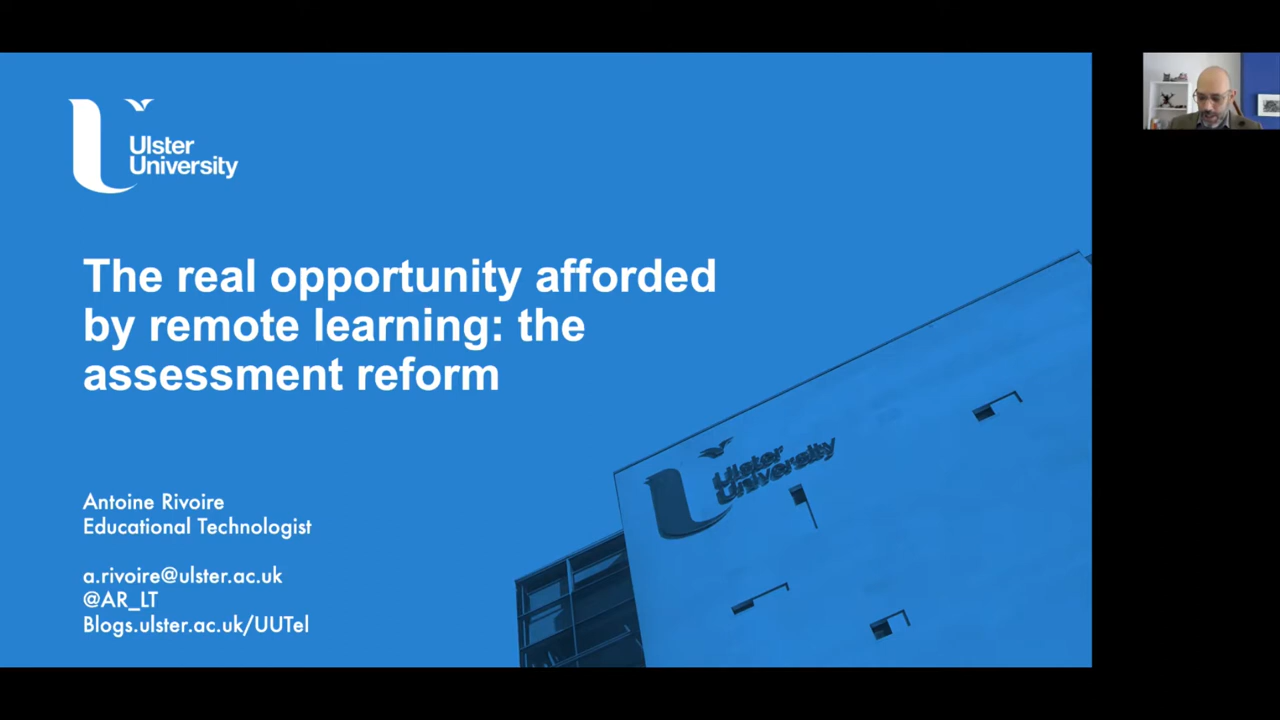 Ulster
University
The real opportunity afforded
by remote learning: the
assessment reform
Ulster
University
Antoine Rivoire
Educational Technologist
a.rivoire@ulster.ac.uk
@AR_LT
Blogs.ulster.ac.uk/UUTel